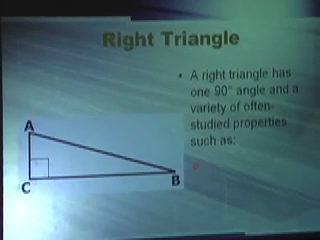 Right Triangle
• A right triangle has
one 90° angle and a
variety of often-
studied properties
such as:
A
C
B